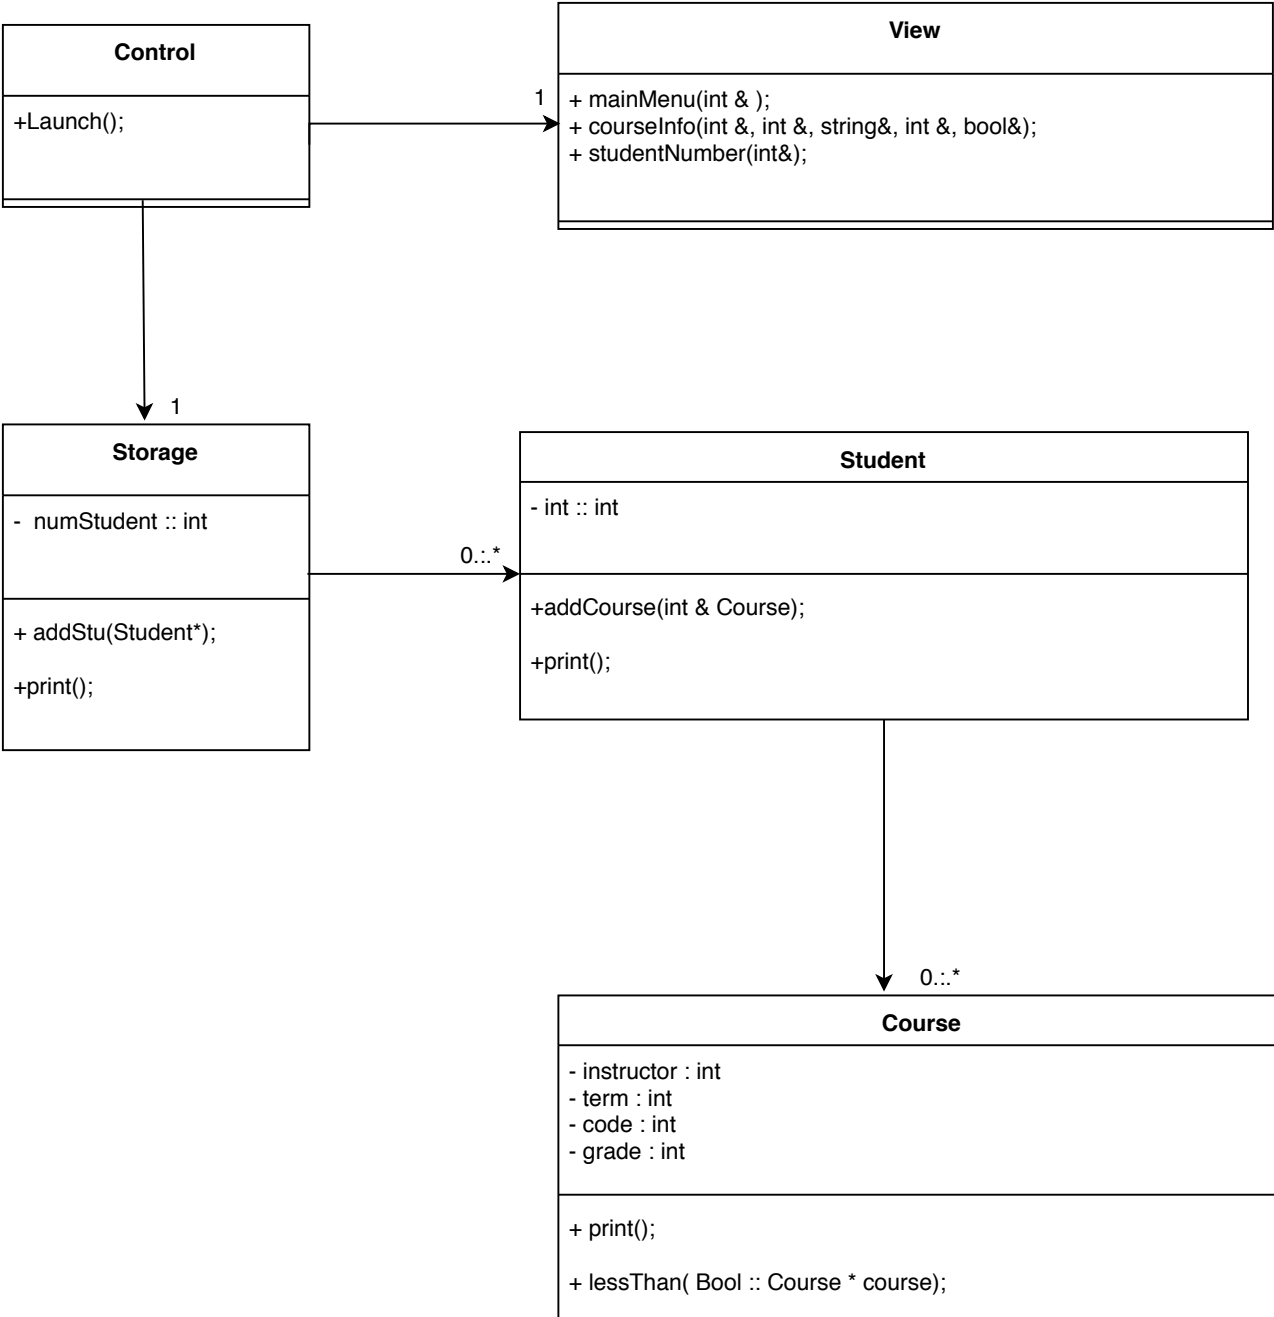 Control
+Launch();
View
+ mainMenu(int & );
+ courseInfo(int &, int &, string&, int &, bool&);
+ studentNumber(int&);
1
1
Storage
- numStudent :: int
+ addStu(Student*);
+print();
0.:.*
Student
- int :: int
+addCourse(int & Course);
+print();
0.:.*
Course
- instructor : int
- term : int
- code : int
- grade : int
+ print();
+ lessThan( Bool :: Course * course);